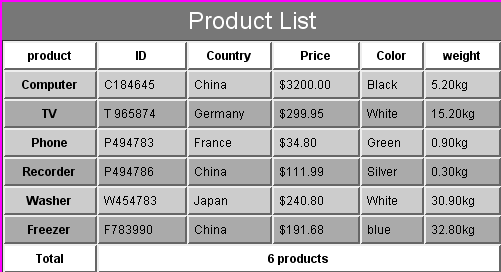 Product List
product ID Country Price Color weight
Computer C184645 China $3200.00 Black 5.20kg
TV T 965874 Germany $299.95 White 15.20kg
Phone P494783 France $34.80 Green 0.90kg
Recorder P494786 China $111.99 Silver 0.30kg
Washer W454783 Japan $240.80 White 30.90kg
Freezer F783990 China $191.68 blue 32.80kg
Total 6 products